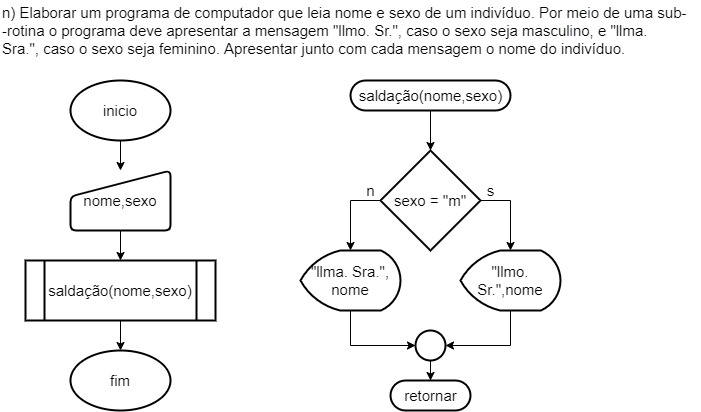 n) Elaborar um programa de computador que leia nome e sexo de um indivíduo. Por meio de uma sub-
-rotina o programa deve apresentar a mensagem "Ilmo. Sr.", caso o sexo seja masculino, e "Ilma.
Sra.", caso o sexo seja feminino. Apresentar junto com cada mensagem o nome do indivíduo.
inicio
nome,sexo
saldação(nome,sexo)
fim
saldação(nome,sexo)
sexo = "m"
n
s
"Ilma. Sra.",
nome
"Ilmo.
Sr.",nome
retornar